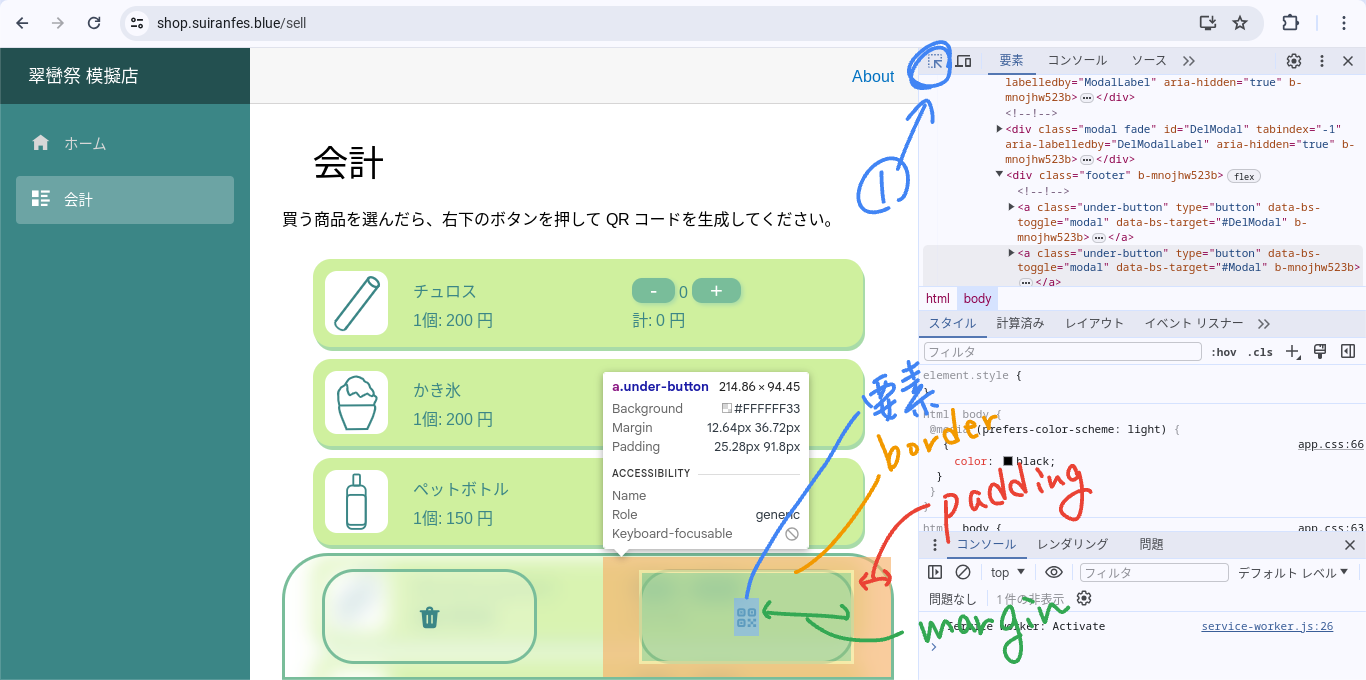 shop.suiranfes.blue/sell
翠巒祭 模擬店
ホーム
会計
About
会計
買う商品を選んだら、右下のボタンを押して QR コードを生成してください。
チュロス
1個: 200 円
- 0 +
計: 0 円
かき氷
1個: 200 円
ペットボトル
1個: 150 円
a.under-button 214.86 × 94.45
Background #FFFFFF33
Margin 12.64px 36.72px
Padding 25.28px 91.8px
ACCESSIBILITY
Name
Role generic
Keyboard-focusable
①
要素
border
padding
margin
要素 コンソール ソース
labelledby="ModalLabel" aria-hidden="true" b-
mnojhw523b> … </div>
<!--!-->
<div class="modal fade" id="DelModal" tabindex="-1"
aria-labelledby="DelModalLabel" aria-hidden="true" b-
mnojhw523b> … </div>
<div class="footer" b-mnojhw523b> flex
<!--!-->
<a class="under-button" type="button" data-bs-
toggle="modal" data-bs-target="#DelModal" b-
mnojhw523b> … </a>
<a class="under-button" type="button" data-bs-
toggle="modal" data-bs-target="#Modal" b-mnojhw523b>
… </a>
html body
スタイル 計算済み レイアウト イベント リスナー
フィルタ :hov .cls
element.style {
}
html, body {
@media (prefers-color-scheme: light) {
{ app.css:66
color: black;
}
}
html, body { app.css:63
コンソール レンダリング 問題
top フィルタ デフォルト レベル
問題なし 1 件の非表示
Service worker: Activate service-worker.js:26